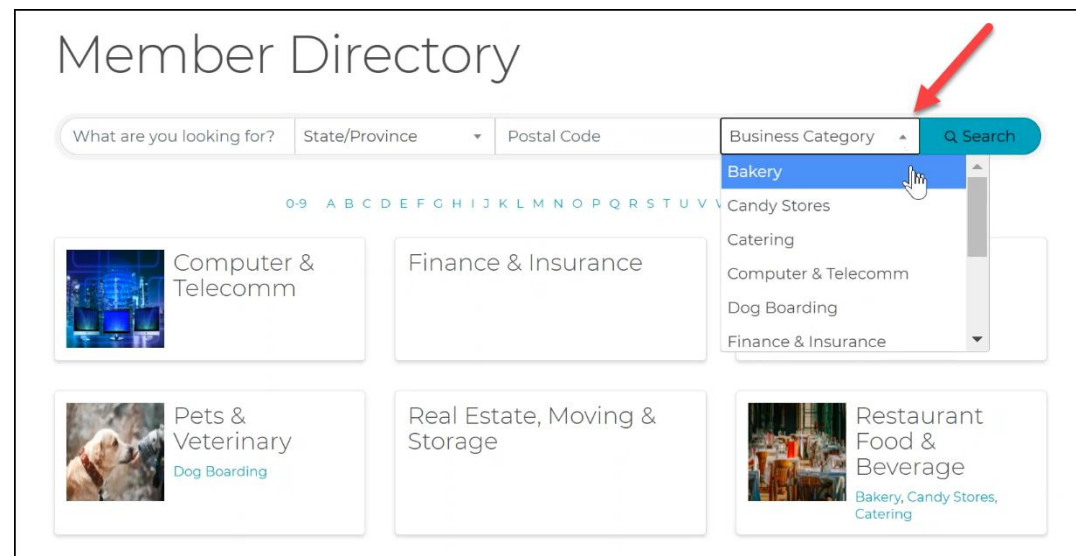 Member Directory
What are you looking for? State/Province Postal Code Business Category Search
Bakery
0-9 A B C D E F G H I J K L M N O P Q R S T U V
Candy Stores
Catering
Computer & Telecomm
Dog Boarding
Finance & Insurance
Computer &
Telecomm
Finance & Insurance
Pets &
Veterinary
Dog Boarding
Real Estate, Moving &
Storage
Restaurant
Food &
Beverage
Bakery, Candy Stores,
Catering